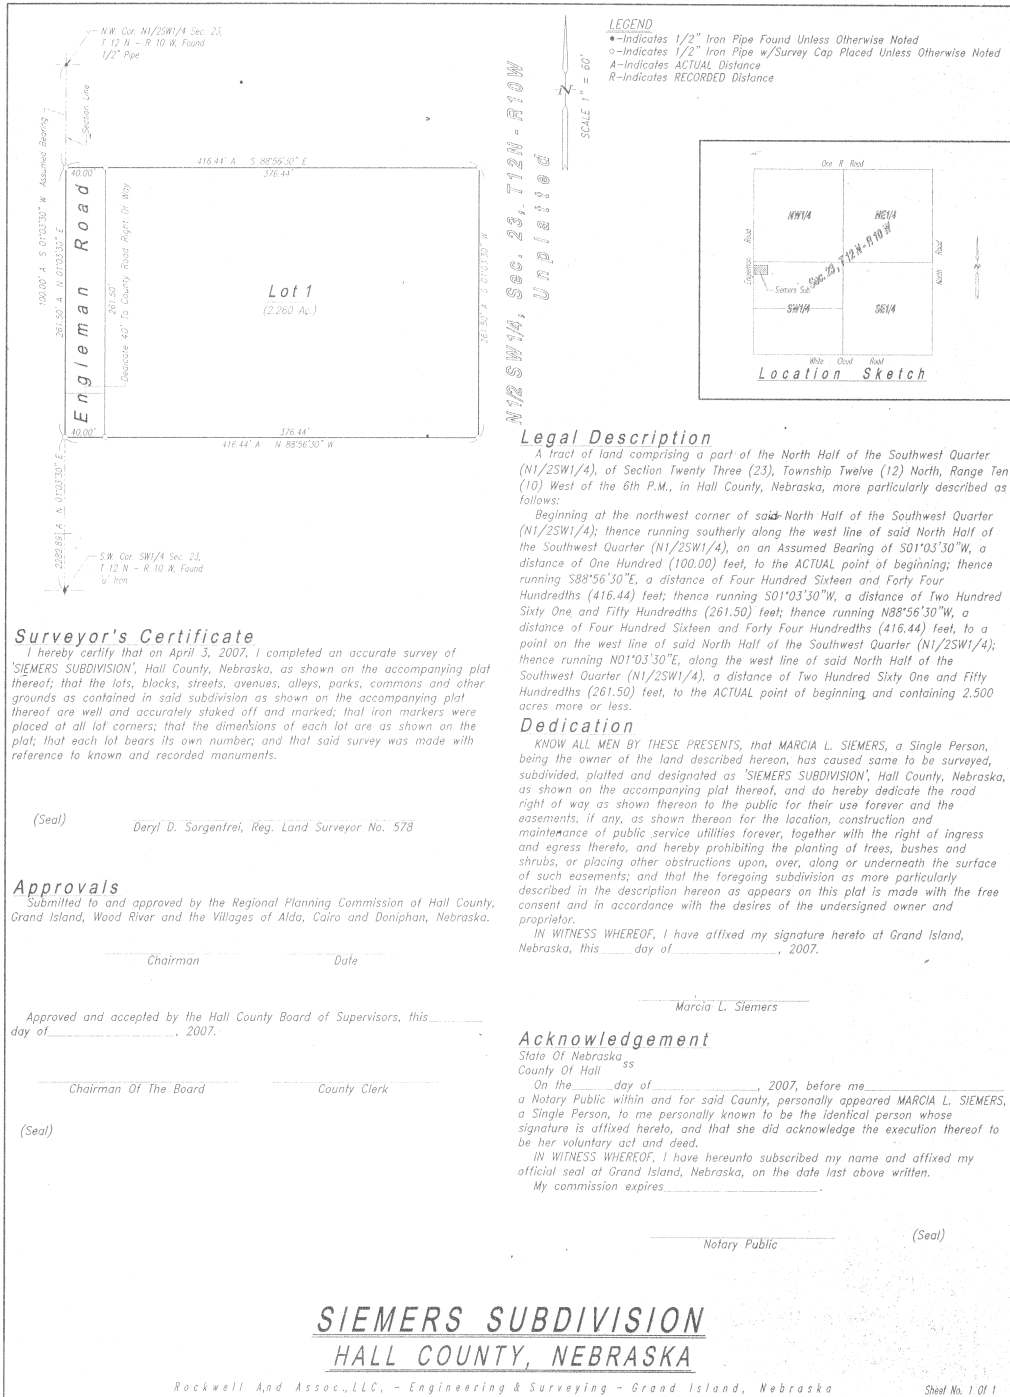 N.W. Cor. N1/2SW1/4 Sec. 23,
T 12 N - R 10 W, Found
1/2" Pipe
Section Line
100.00' A S 01°03'30" W Assumed Bearing
416.44' A S 88°56'30" E
40.00'
376.44'
261.50' A N 01°03'30" E
Engleman Road
261.50'
Dedicate 40' To County Road Right Of Way
Lot 1
(2.260 Ac.)
261.50' A S 01°03'30" W
40.00'
376.44'
416.44' A N 88°56'30" W
2282.89' A N 01°03'30" E
S.W. Cor. SW1/4 Sec. 23,
T 12 N - R 10 W, Found
N1/2 SW1/4, Sec. 23, T12N - R10W
Unplatted
N
SCALE 1" = 60'
LEGEND
●-Indicates 1/2" Iron Pipe Found Unless Otherwise Noted
○-Indicates 1/2" Iron Pipe w/Survey Cap Placed Unless Otherwise Noted
A-Indicates ACTUAL Distance
R-Indicates RECORDED Distance
One R Road
NW1/4
NE1/4
Road
North Road
Sec. 23, T 12 N - R 10 W
Siemers Sub.
SW1/4
SE1/4
White Cloud Road
Location Sketch
Legal Description
A tract of land comprising a part of the North Half of the Southwest Quarter
(N1/2SW1/4), of Section Twenty Three (23), Township Twelve (12) North, Range Ten
(10) West of the 6th P.M., in Hall County, Nebraska, more particularly described as
follows:
Beginning at the northwest corner of said North Half of the Southwest Quarter
(N1/2SW1/4); thence running southerly along the west line of said North Half of
the Southwest Quarter (N1/2SW1/4), on an Assumed Bearing of S01°03'30"W, a
distance of One Hundred (100.00) feet, to the ACTUAL point of beginning; thence
running S88°56'30"E, a distance of Four Hundred Sixteen and Forty Four
Hundredths (416.44) feet; thence running S01°03'30"W, a distance of Two Hundred
Sixty One and Fifty Hundredths (261.50) feet; thence running N88°56'30"W, a
distance of Four Hundred Sixteen and Forty Four Hundredths (416.44) feet, to a
point on the west line of said North Half of the Southwest Quarter (N1/2SW1/4);
thence running N01°03'30"E, along the west line of said North Half of the
Southwest Quarter (N1/2SW1/4), a distance of Two Hundred Sixty One and Fifty
Hundredths (261.50) feet, to the ACTUAL point of beginning and containing 2.500
acres more or less.
Surveyor's Certificate
I hereby certify that on April 3, 2007, I completed an accurate survey of
'SIEMERS SUBDIVISION', Hall County, Nebraska, as shown on the accompanying plat
thereof; that the lots, blocks, streets, avenues, alleys, parks, commons and other
grounds as contained in said subdivision as shown on the accompanying plat
thereof are well and accurately staked off and marked; that iron markers were
placed at all lot corners; that the dimensions of each lot are as shown on the
plat; that each lot bears its own number; and that said survey was made with
reference to known and recorded monuments.
(Seal)
Deryl D. Sorgenfrei, Reg. Land Surveyor No. 578
Approvals
Submitted to and approved by the Regional Planning Commission of Hall County,
Grand Island, Wood River and the Villages of Alda, Cairo and Doniphan, Nebraska.
Chairman Date
Approved and accepted by the Hall County Board of Supervisors, this
day of , 2007.
Chairman Of The Board County Clerk
(Seal)
Dedication
KNOW ALL MEN BY THESE PRESENTS, that MARCIA L. SIEMERS, a Single Person,
being the owner of the land described hereon, has caused same to be surveyed,
subdivided, platted and designated as 'SIEMERS SUBDIVISION', Hall County, Nebraska,
as shown on the accompanying plat thereof, and do hereby dedicate the road
right of way as shown thereon to the public for their use forever and the
easements, if any, as shown thereon for the location, construction and
maintenance of public service utilities forever, together with the right of ingress
and egress thereto, and hereby prohibiting the planting of trees, bushes and
shrubs, or placing other obstructions upon, over, along or underneath the surface
of such easements; and that the foregoing subdivision as more particularly
described in the description hereon as appears on this plat is made with the free
consent and in accordance with the desires of the undersigned owner and
proprietor.
IN WITNESS WHEREOF, I have affixed my signature hereto at Grand Island,
Nebraska, this day of , 2007.
Marcia L. Siemers
Acknowledgement
State Of Nebraska
ss
County Of Hall
On the day of , 2007, before me
a Notary Public within and for said County, personally appeared MARCIA L. SIEMERS,
a Single Person, to me personally known to be the identical person whose
signature is affixed hereto, and that she did acknowledge the execution thereof to
be her voluntary act and deed.
IN WITNESS WHEREOF, I have hereunto subscribed my name and affixed my
official seal at Grand Island, Nebraska, on the date last above written.
My commission expires .
Notary Public
(Seal)
SIEMERS SUBDIVISION
HALL COUNTY, NEBRASKA
Rockwell And Assoc., LLC, - Engineering & Surveying - Grand Island, Nebraska
Sheet No. 1 Of 1